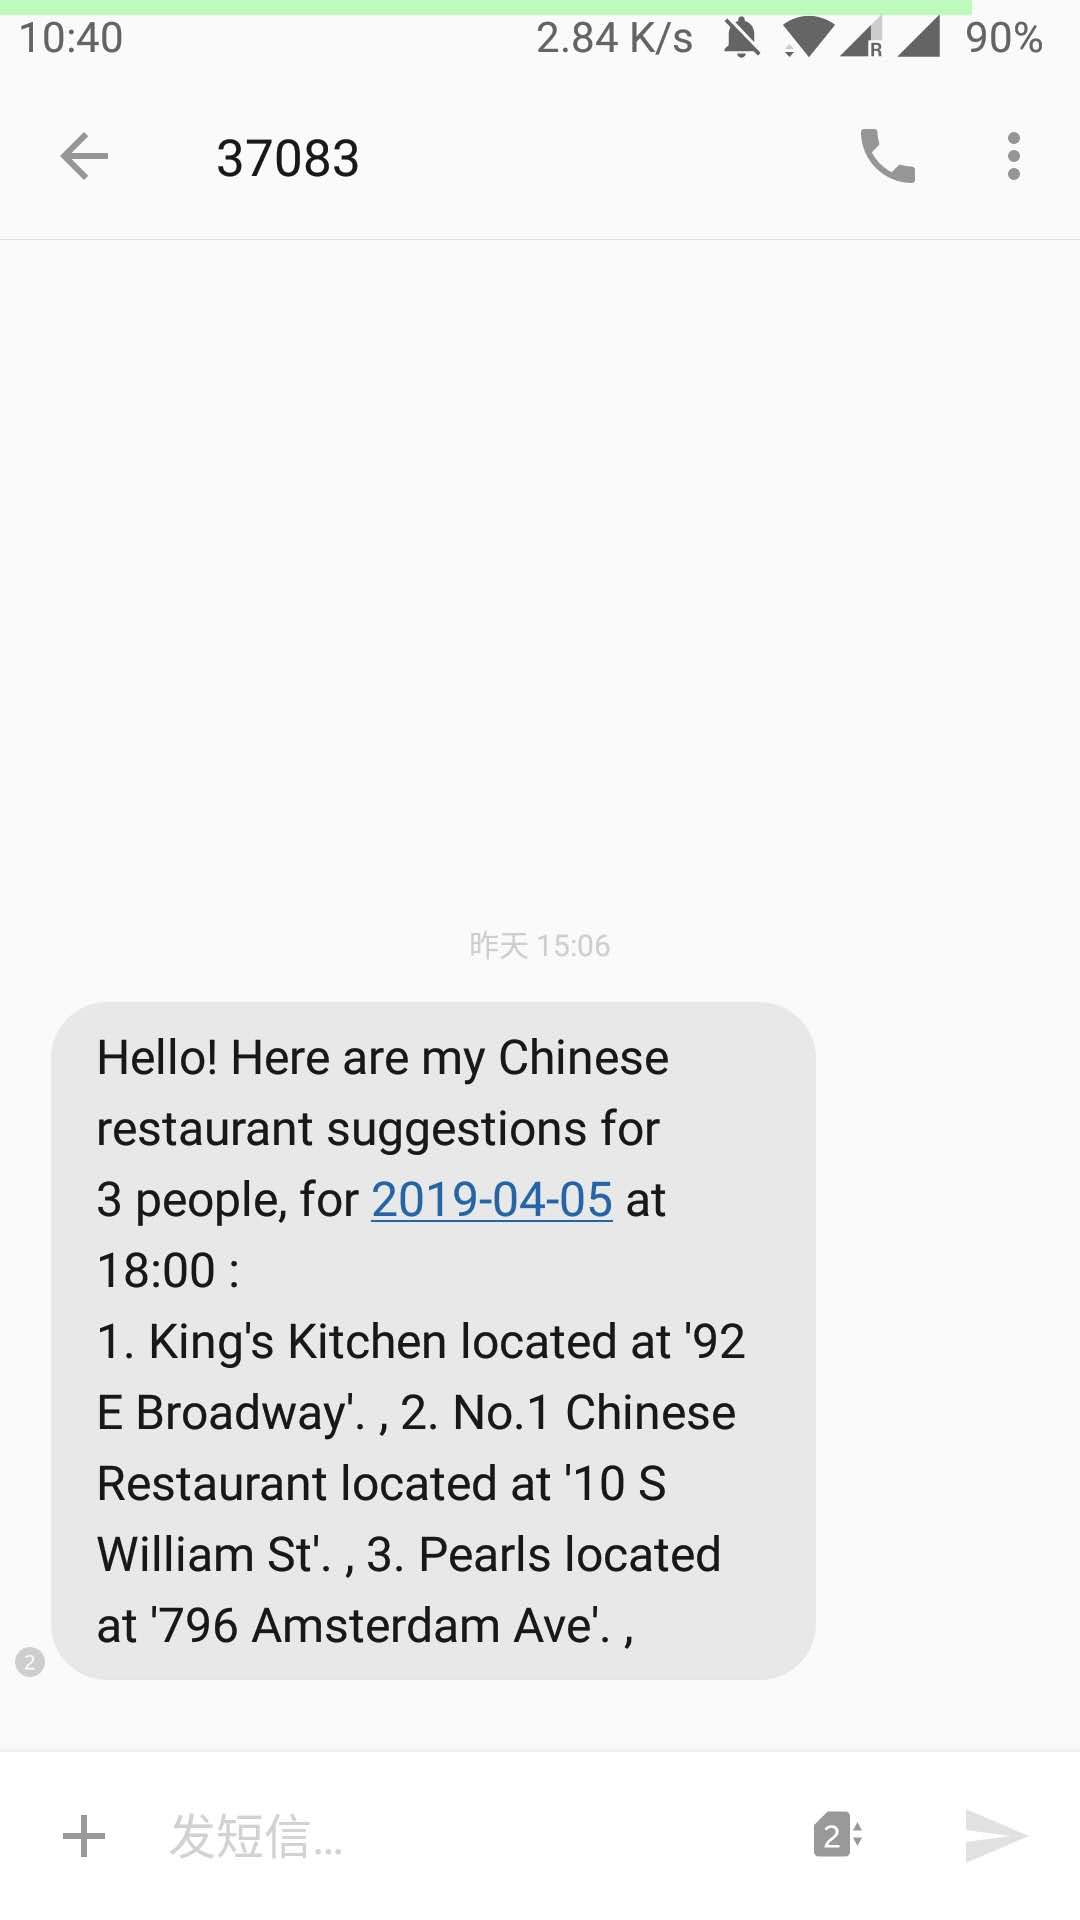 10:40 2.84 K/s R 90%
37083
昨天 15:06
Hello! Here are my Chinese
restaurant suggestions for
3 people, for 2019-04-05 at
18:00 :
1. King's Kitchen located at '92
E Broadway'. , 2. No.1 Chinese
Restaurant located at '10 S
William St'. , 3. Pearls located
at '796 Amsterdam Ave'. ,
2
发短信... 2